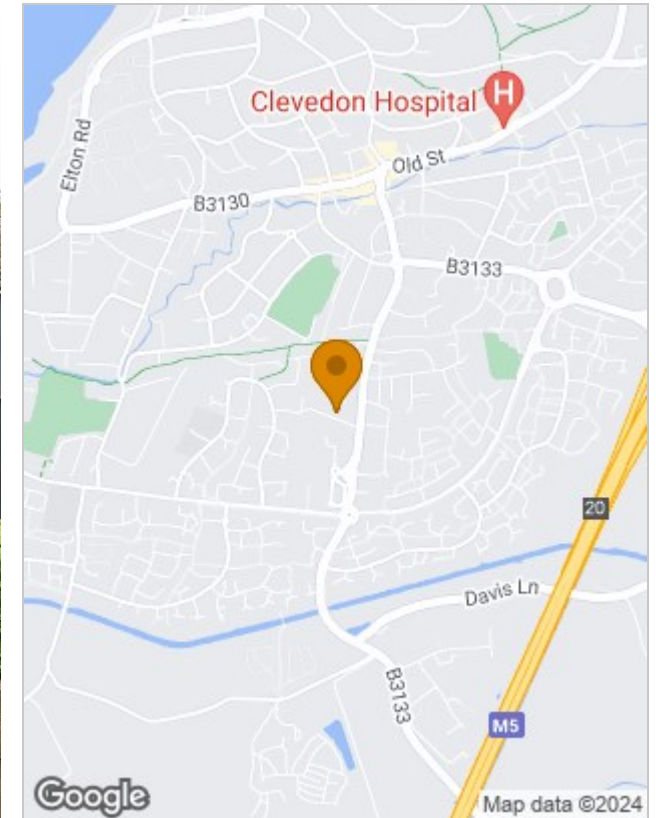 Clevedon Hospital
H
Elton Rd
Old St
B3130
B3133
20
Davis Ln
B3133
M5
Google
Map data ©2024